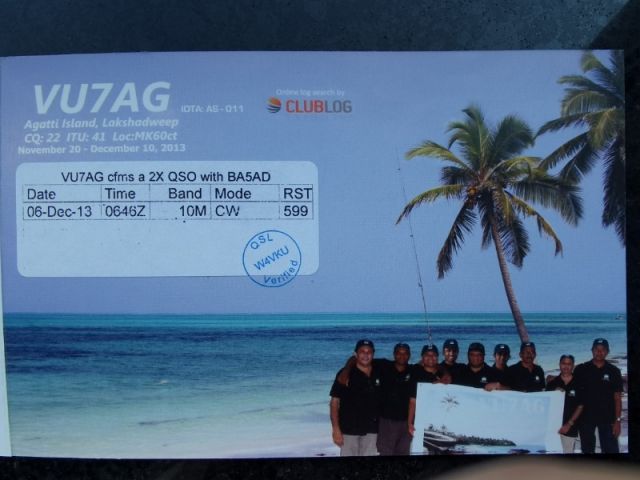 VU7AG IOTA: AS - 011
Online log search by
CLUBLOG
Agatti Island, Lakshadweep
CQ: 22 ITU: 41 Loc:MK60ct
November 20 - December 10, 2013
VU7AG cfms a 2X QSO with BA5AD
Date Time Band Mode RST
06-Dec-13 0646Z 10M CW 599
QSL
W4VKU
Verified
VU7AG